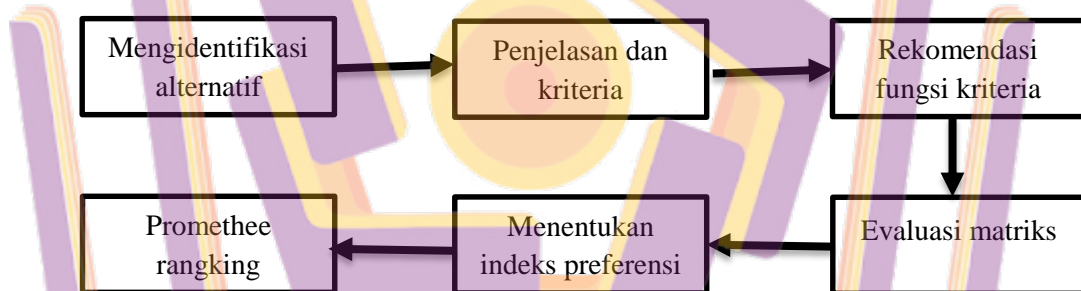 Mengidentifikasi
alternatif
Penjelasan dan
kriteria
Rekomendasi
fungsi kriteria
Evaluasi matriks
Menentukan
indeks preferensi
Promethee
rangking